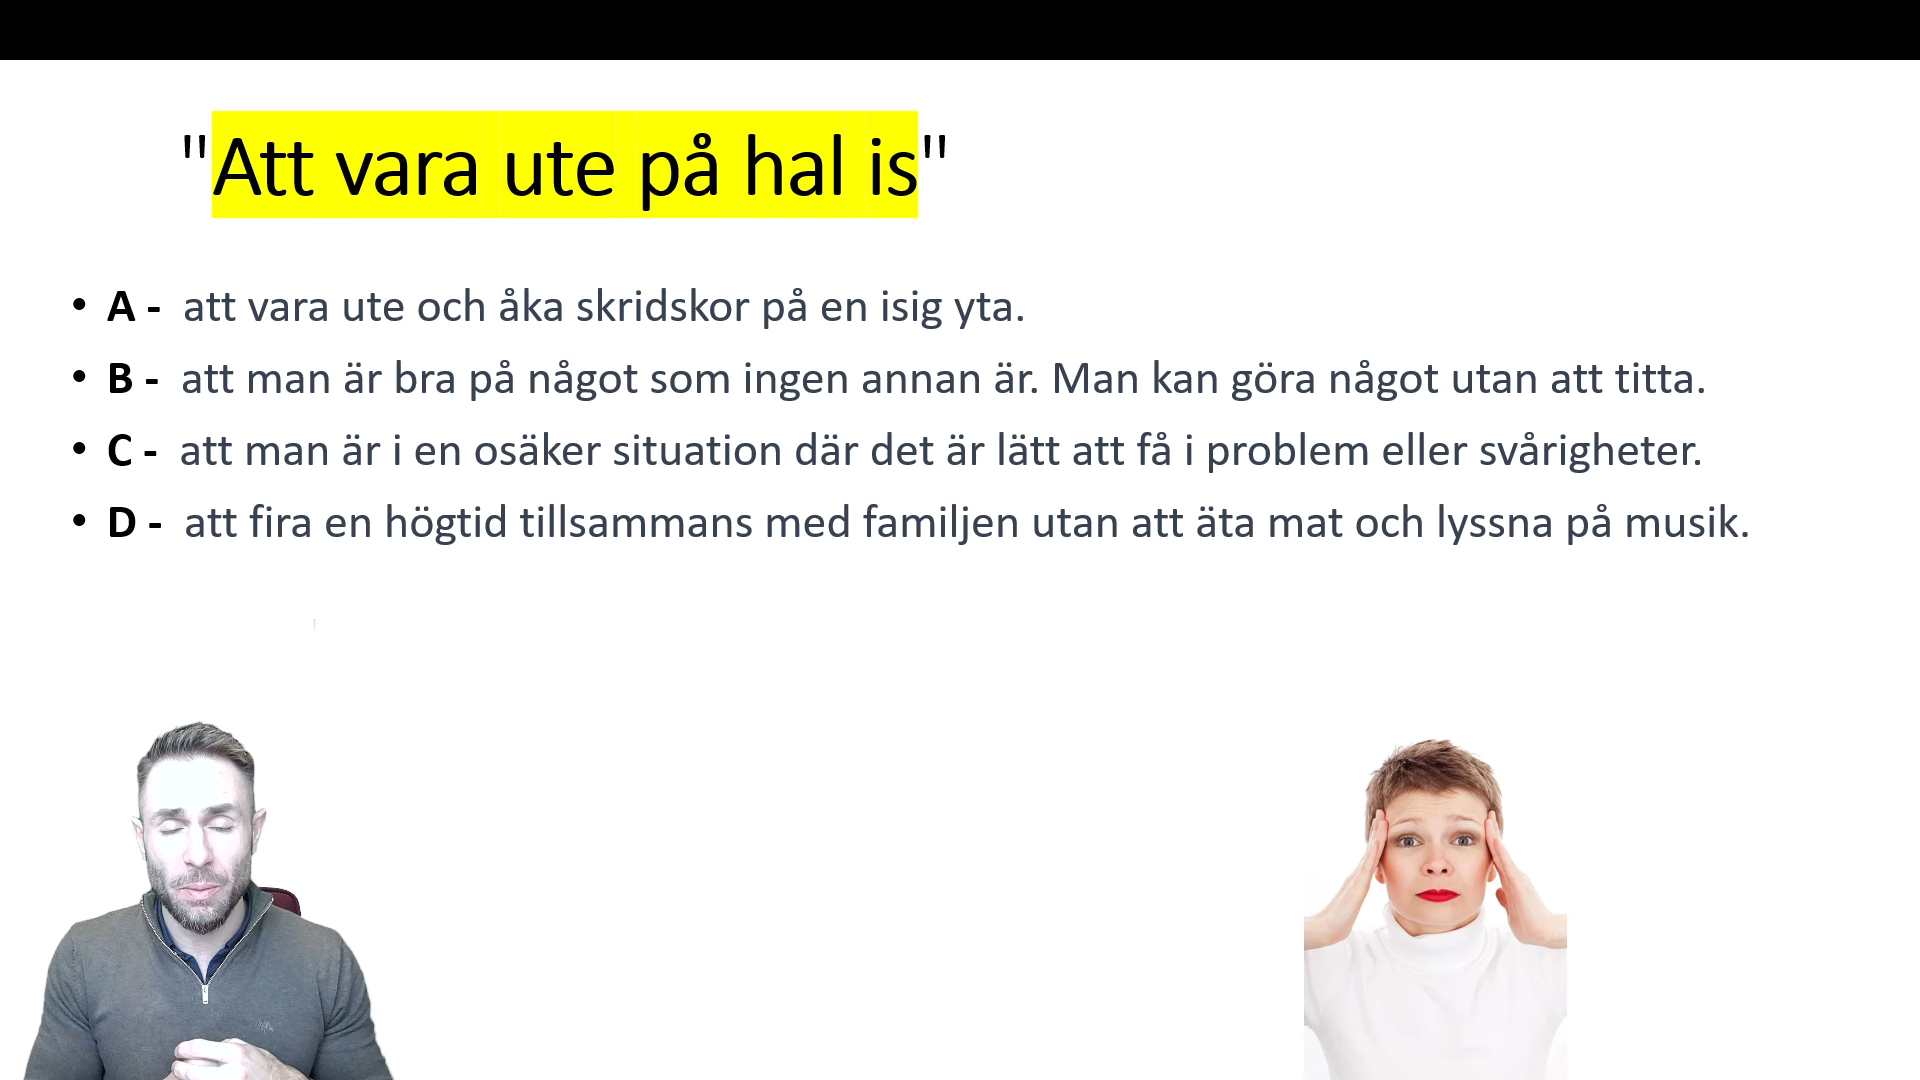 "Att vara ute på hal is"
• A - att vara ute och åka skridskor på en isig yta.
• B - att man är bra på något som ingen annan är. Man kan göra något utan att titta.
• C - att man är i en osäker situation där det är lätt att få i problem eller svårigheter.
• D - att fira en högtid tillsammans med familjen utan att äta mat och lyssna på musik.